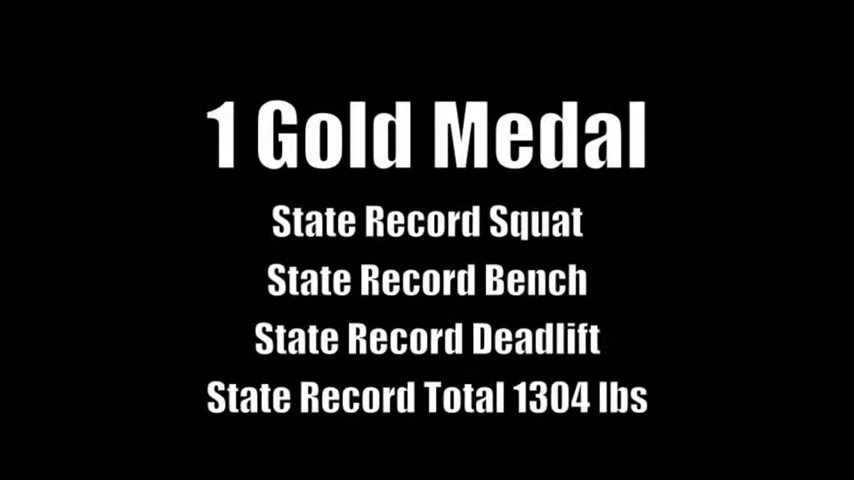 1 Gold Medal
State Record Squat
State Record Bench
State Record Deadlift
State Record Total 1304 lbs